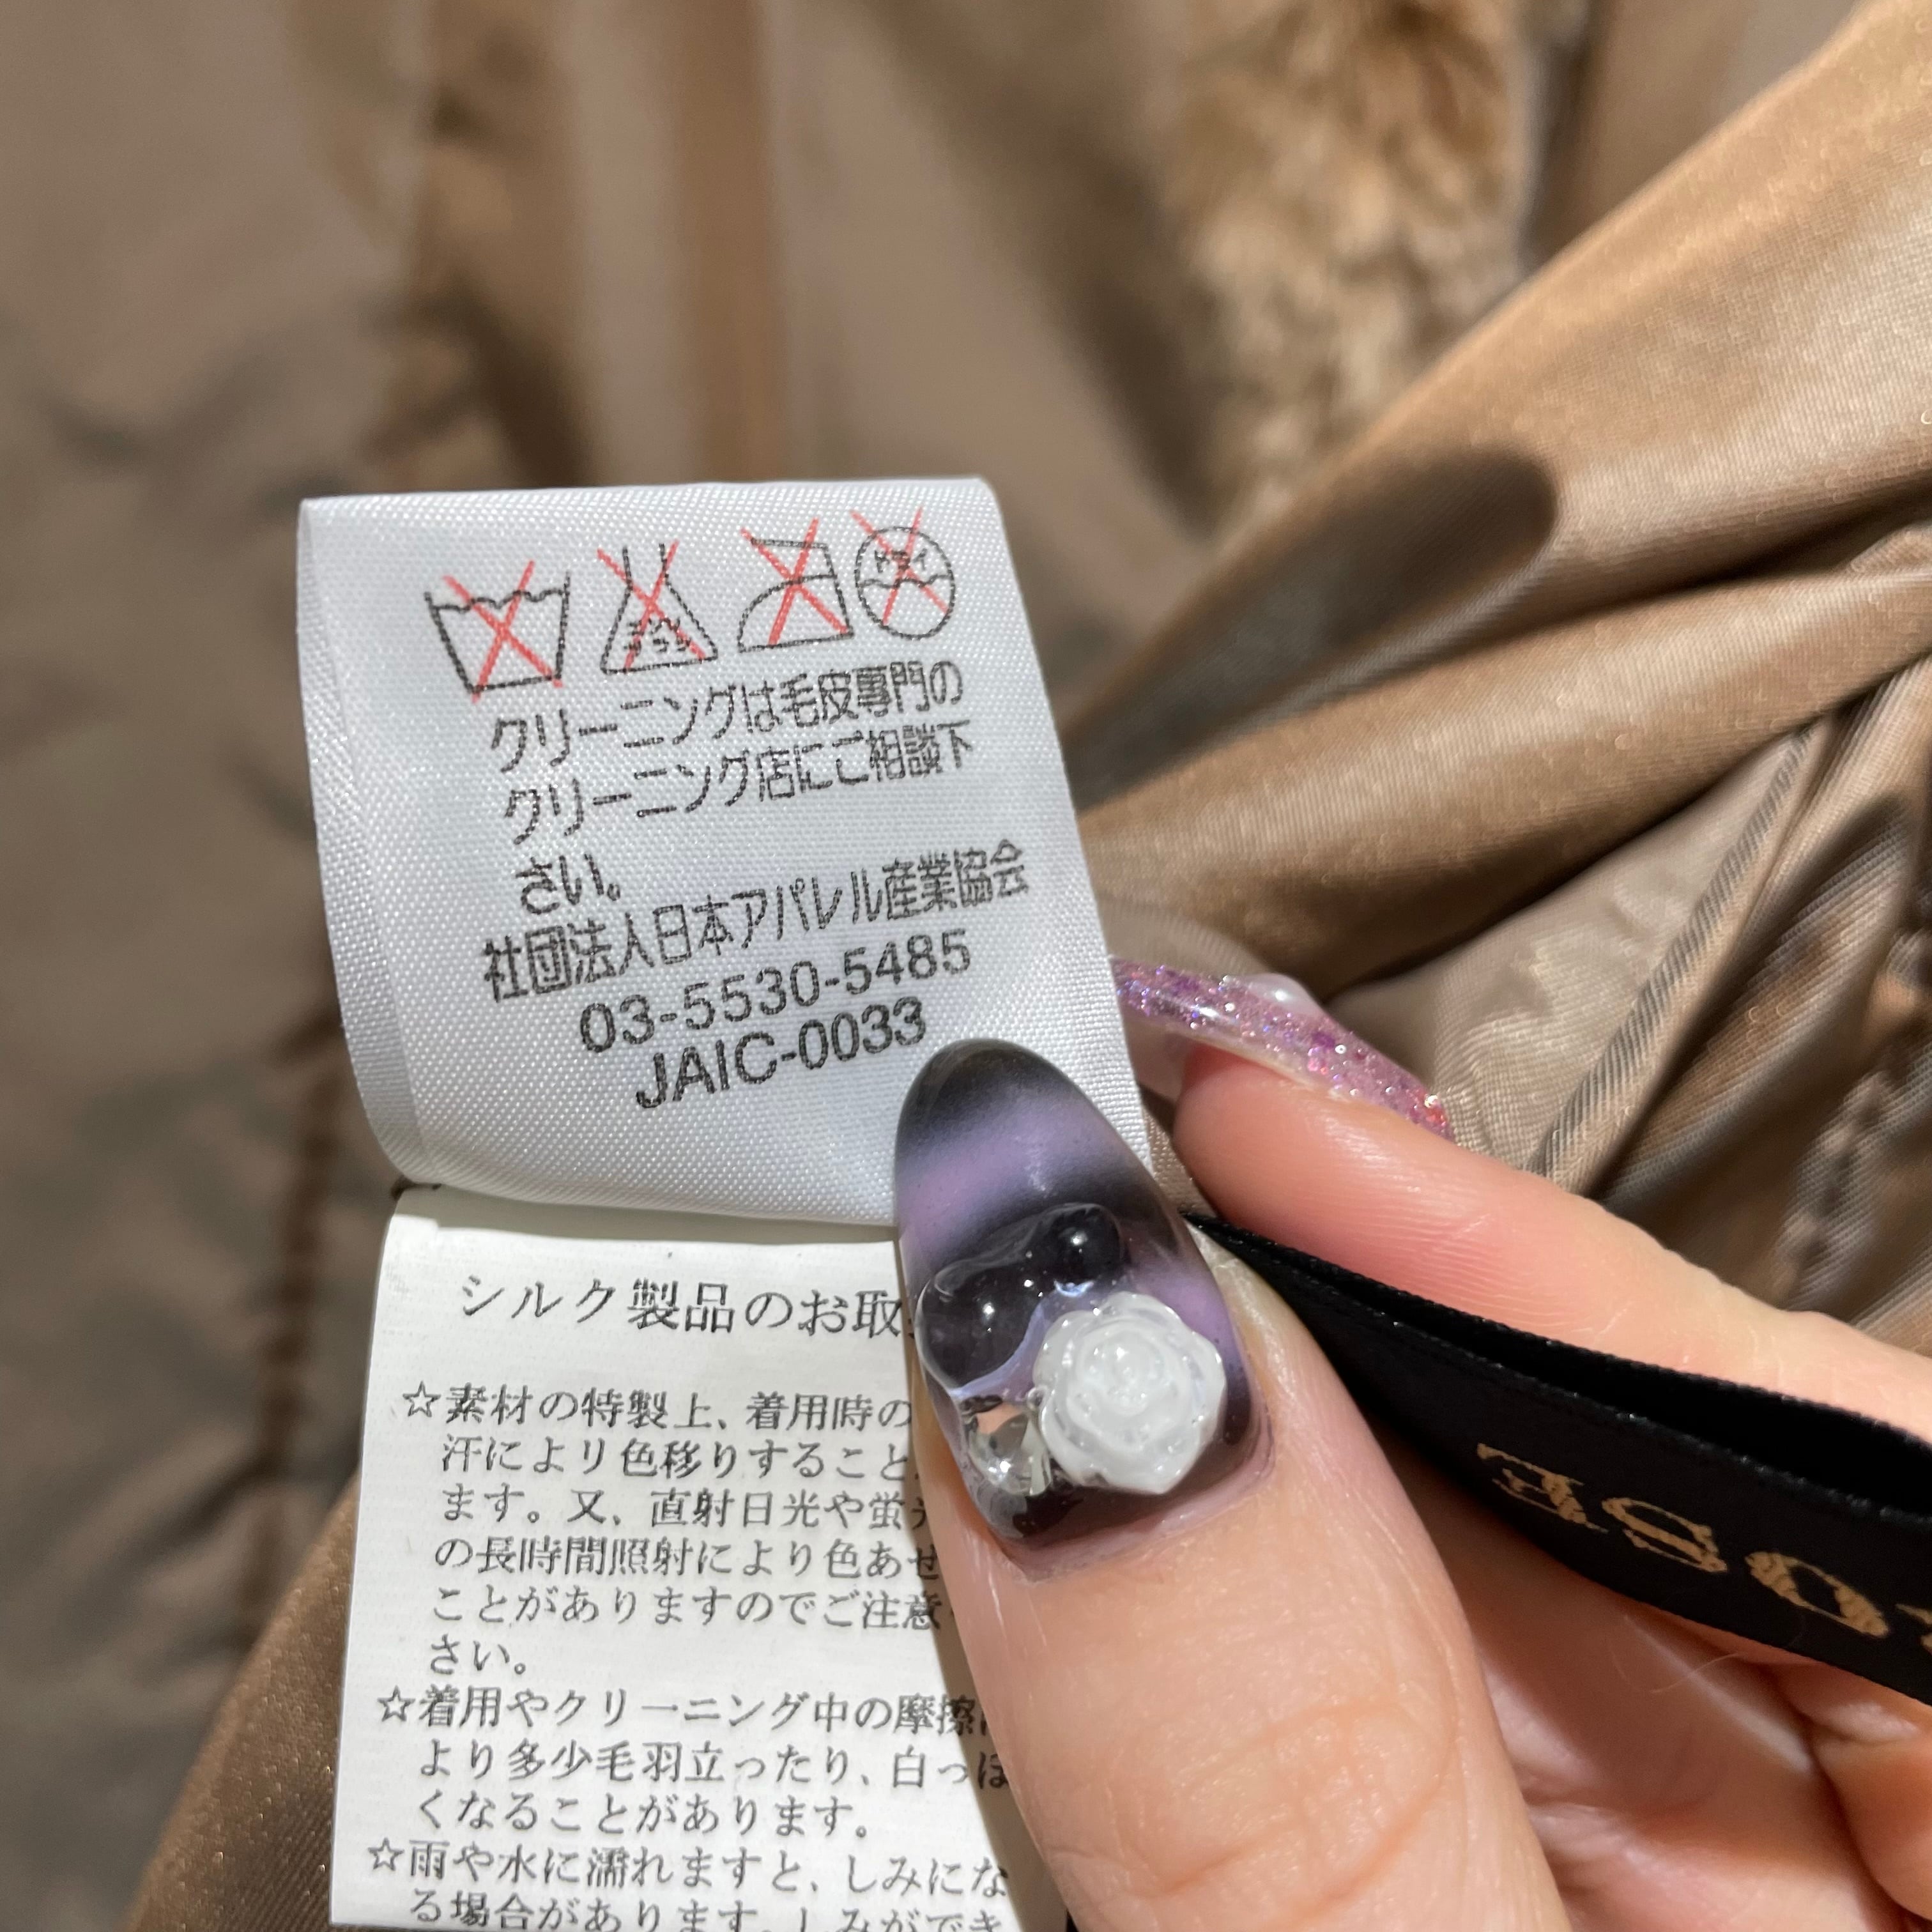 クリーニングは毛皮專門の
クリーニング店にご相談下
さい。
社団法人日本アパレル産業協会
03-5530-5485
JAIC-0033
シルク製品のお取
☆素材の特製上、着用時の
汗により色移りすること
ます。又、直射日光や蛍光
の長時間照射により色あせ
ことがありますのでご注意
さい。
☆着用やクリーニング中の摩擦
より多少毛羽立ったり、白っぽ
くなることがあります。
☆雨や水に濡れますと、しみにな
る場合があります。しみができ
OSE